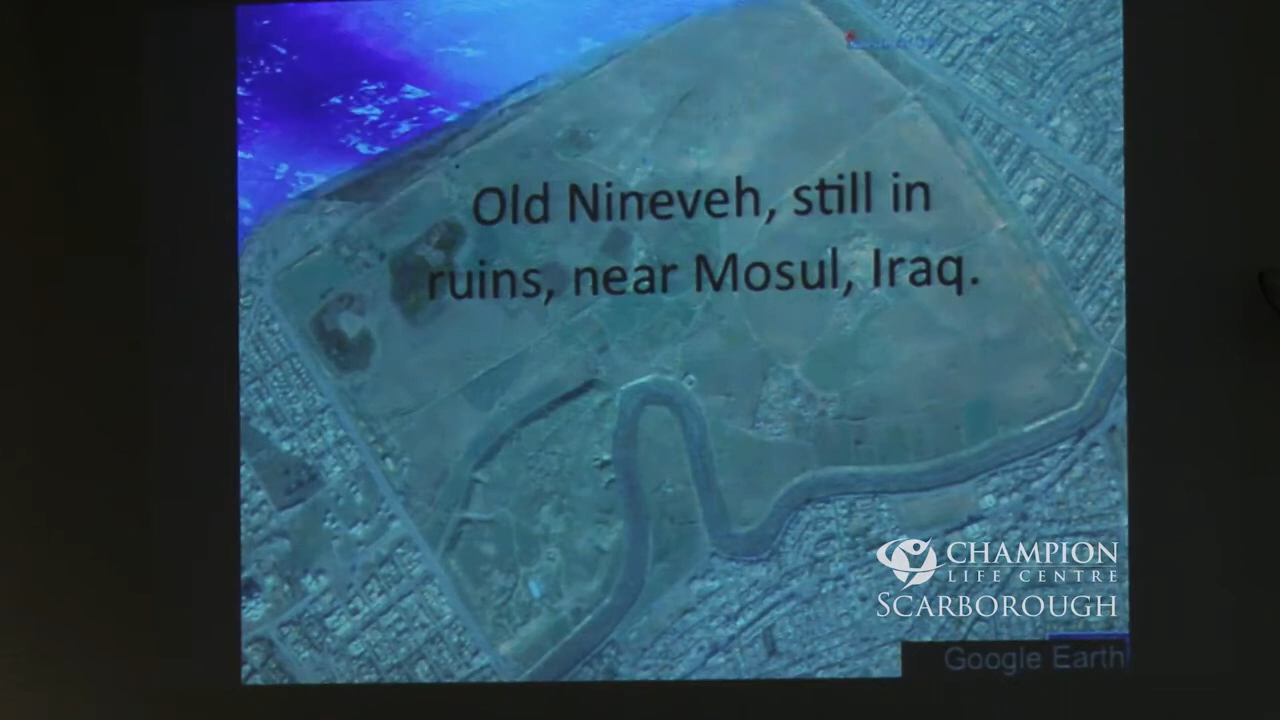 Old Nineveh, still in
ruins, near Mosul, Iraq.
CHAMPION
LIFE CENTRE
SCARBOROUGH
Google Earth